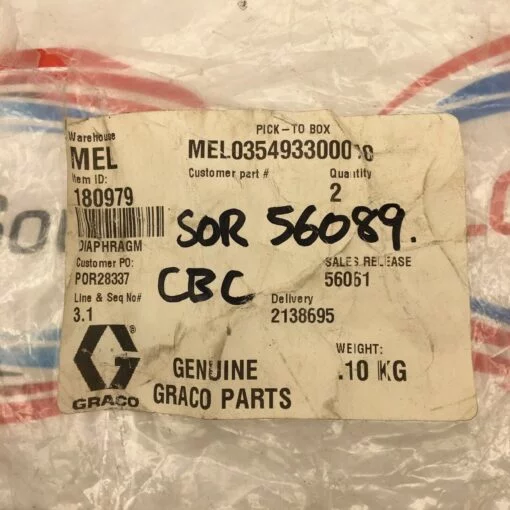 Warehouse
MEL
PICK-TO BOX
Item ID:
180979
Customer part #
Quantity
2
DIAPHRAGM
SOR 56089.
Customer PO:
POR28337
CBC
SALES RELEASE
56061
Line & Seq No#
3.1
Delivery
2138695
GRACO
GENUINE
GRACO PARTS
WEIGHT:
.10 KG